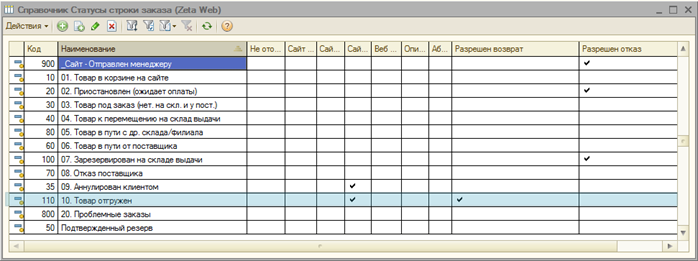 Справочник Статусы строки заказа (Zeta Web)
Действия
Код Наименование Не ото... Сайт ... Сай... Сай... Веб ... Опи... Аб... Разрешен возврат Разрешен отказ
900 _Сайт - Отправлен менеджеру
10 01. Товар в корзине на сайте
20 02. Приостановлен (ожидает оплаты)
30 03. Товар под заказ (нет. на скл. и у пост.)
40 04. Товар к перемещению на склад выдачи
80 05. Товар в пути с др. склада/филиала
60 06. Товар в пути от поставщика
100 07. Зарезервирован на складе выдачи
70 08. Отказ поставщика
35 09. Аннулирован клиентом
110 10. Товар отгружен
800 20. Проблемные заказы
50 Подтвержденный резерв